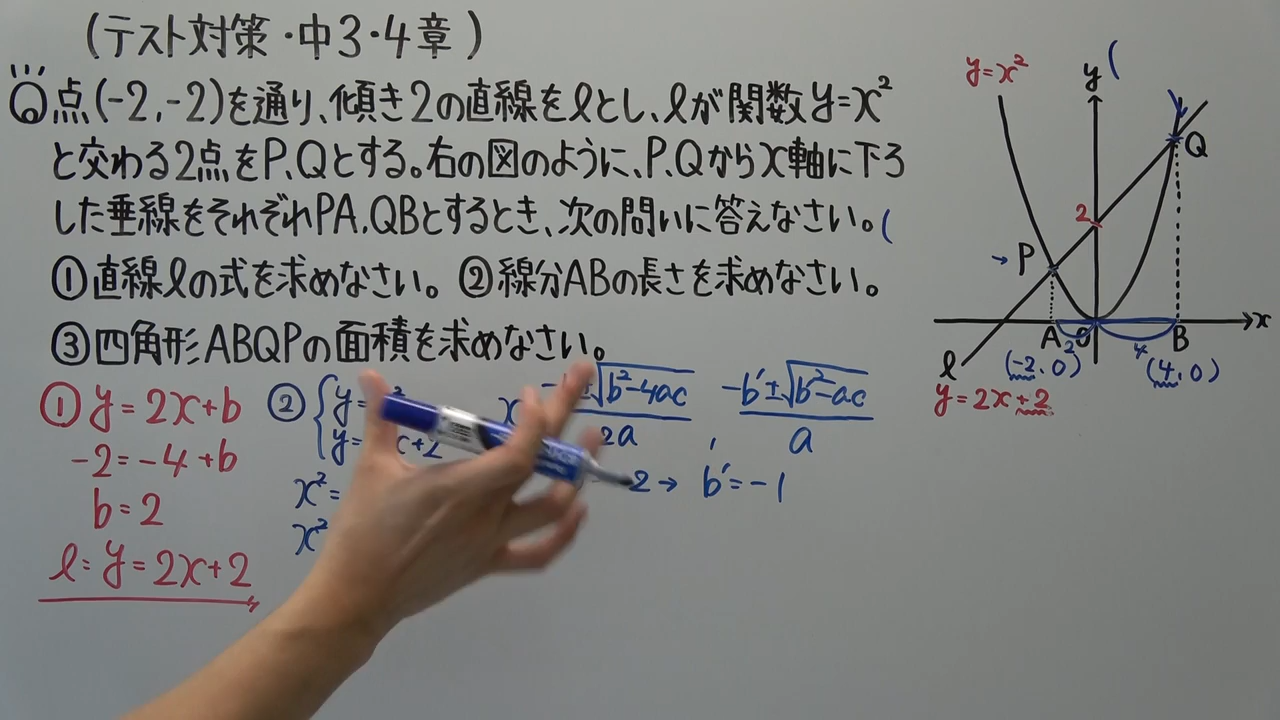 (テスト対策・中3・4章)
Q点(-2,-2)を通り、傾き2の直線をℓとし、ℓが関数y=x²
と交わる2点をP,Qとする。右の図のように、P,Qからx軸に下ろ
した垂線をそれぞれPA,QBとするとき、次の問いに答えなさい。(
①直線ℓの式を求めなさい。 ②線分ABの長さを求めなさい。
③四角形ABQPの面積を求めなさい。
① y=2x+b
-2=-4+b
b=2
ℓ: y=2x+2
②
x²=
x²
√b²-4ac
2a
,
-b'±√b'²-ac
a
2→ b'=-1
y=x²
y (
Q
2
→ P
A 2 O 4 B x
(-2,0) (4,0)
ℓ
y=2x+2